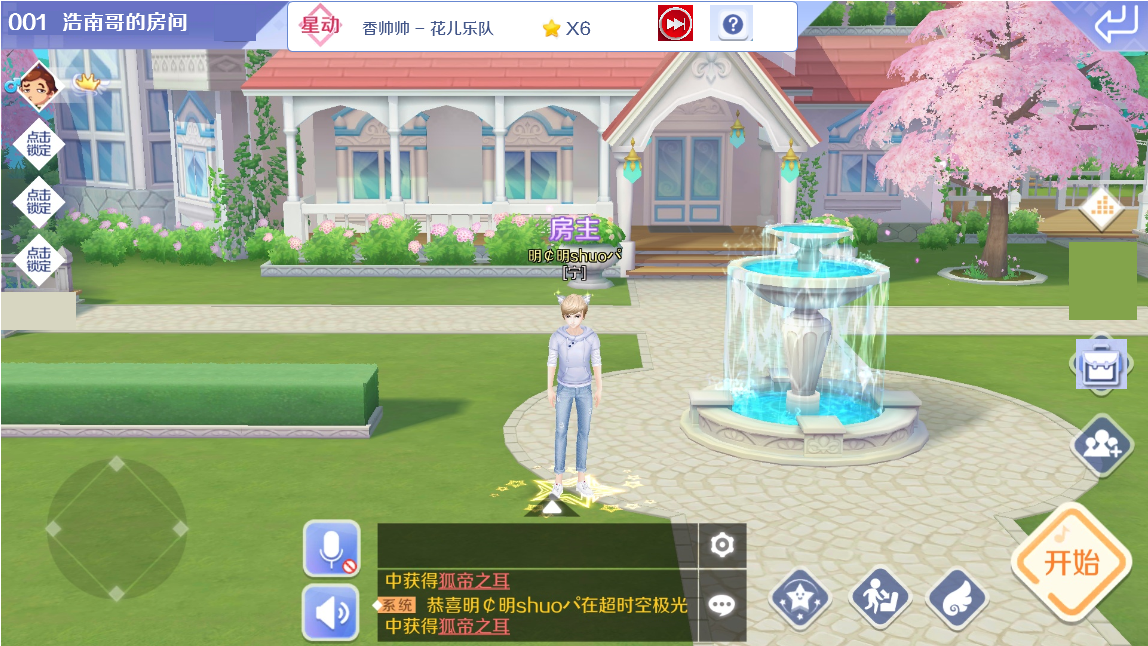 001 浩南哥的房间
星动
香帅帅 – 花儿乐队
X6
?
点击
锁定
点击
锁定
点击
锁定
房主
明￠明shuoパ
[宁]
中获得狐帝之耳
系统 恭喜明￠明shuoパ在超时空极光
中获得狐帝之耳
开始